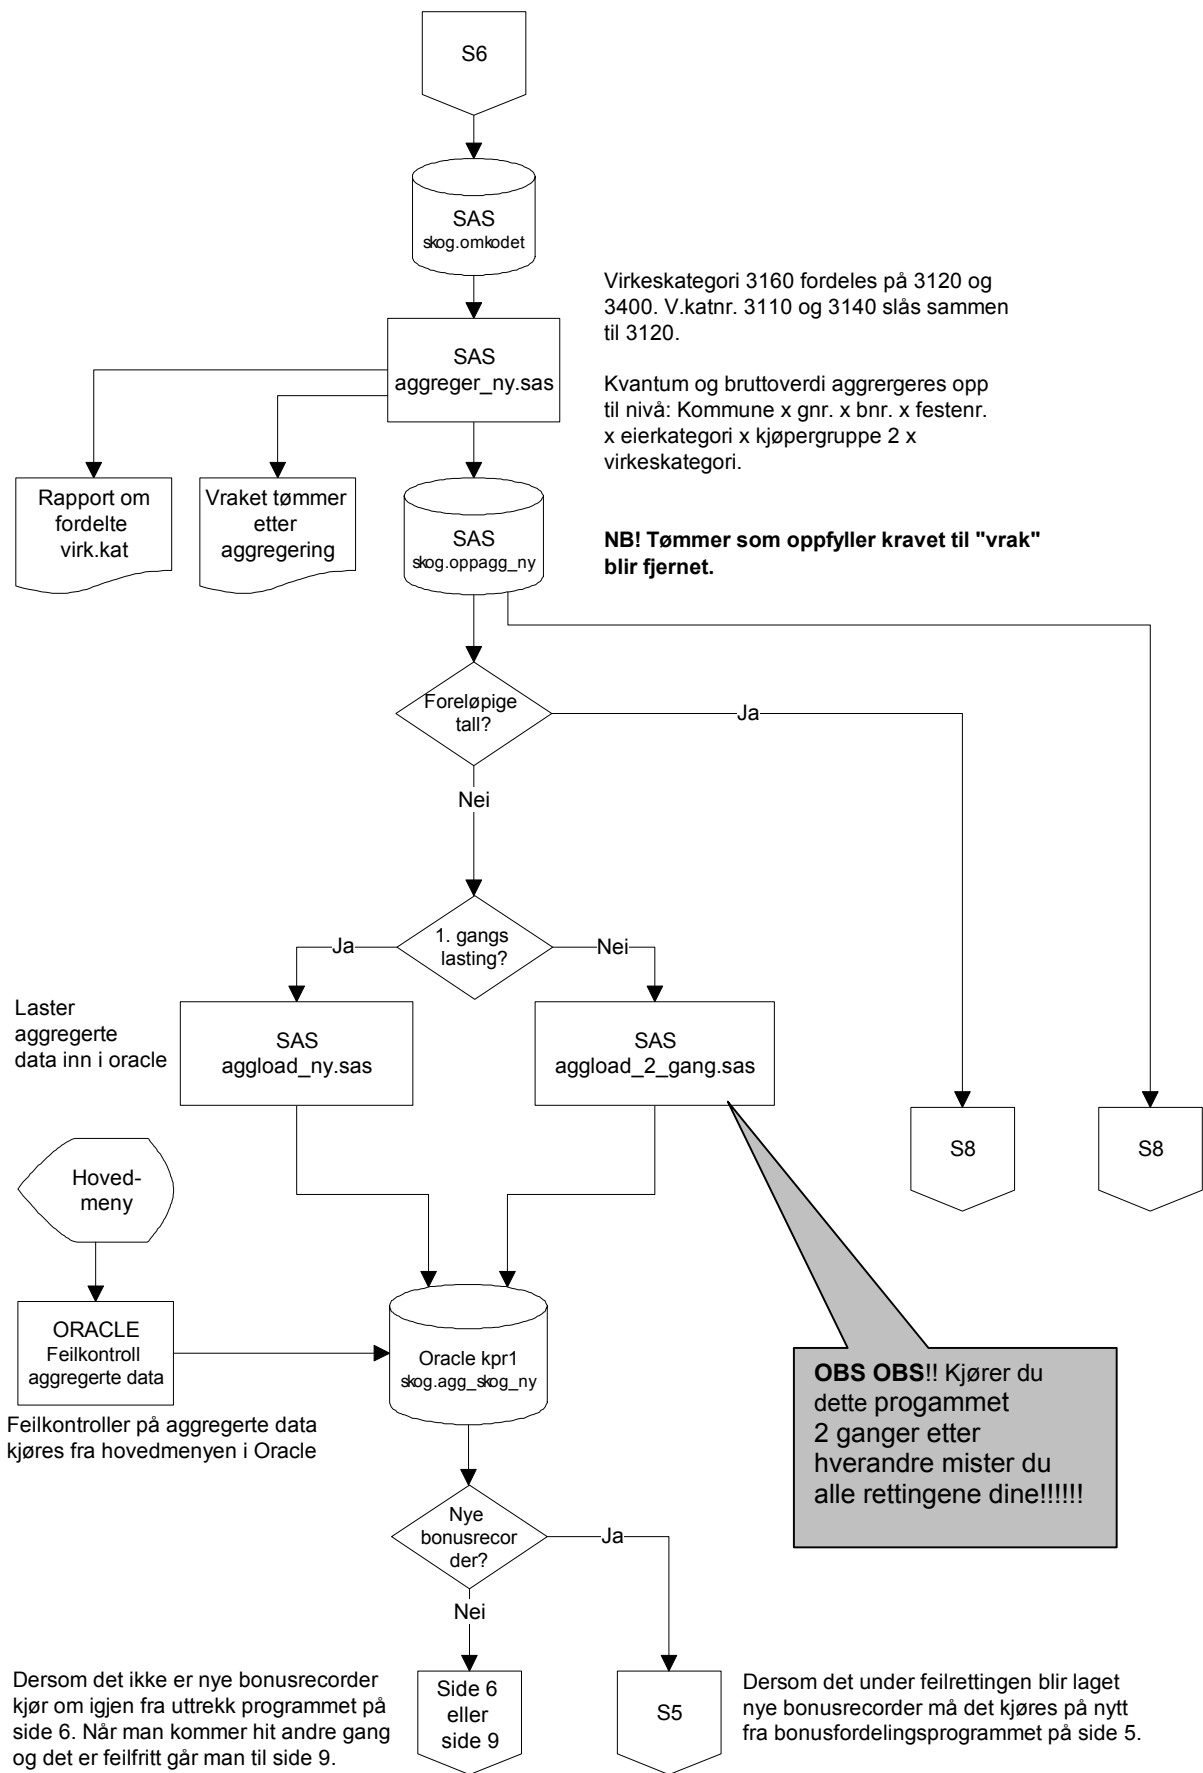 S6
SAS
skog.omkodet
Virkeskategori 3160 fordeles på 3120 og
3400. V.katnr. 3110 og 3140 slås sammen
til 3120.
SAS
aggreger_ny.sas
Kvantum og bruttoverdi aggrergeres opp
til nivå: Kommune x gnr. x bnr. x festenr.
x eierkategori x kjøpergruppe 2 x
virkeskategori.
Rapport om
fordelte
virk.kat
Vraket tømmer
etter
aggregering
SAS
skog.oppagg_ny
NB! Tømmer som oppfyller kravet til "vrak"
blir fjernet.
Foreløpige
tall?
Ja
Nei
1. gangs
lasting?
Ja
Nei
Laster
aggregerte
data inn i oracle
SAS
aggload_ny.sas
SAS
aggload_2_gang.sas
S8
S8
Hoved-
meny
ORACLE
Feilkontroll
aggregerte data
Oracle kpr1
skog.agg_skog_ny
Feilkontroller på aggregerte data
kjøres fra hovedmenyen i Oracle
OBS OBS!! Kjører du
dette progammet
2 ganger etter
hverandre mister du
alle rettingene dine!!!!!!
Nye
bonusrecor
der?
Ja
Nei
Dersom det ikke er nye bonusrecorder
kjør om igjen fra uttrekk programmet på
side 6. Når man kommer hit andre gang
og det er feilfritt går man til side 9.
Side 6
eller
side 9
S5
Dersom det under feilrettingen blir laget
nye bonusrecorder må det kjøres på nytt
fra bonusfordelingsprogrammet på side 5.